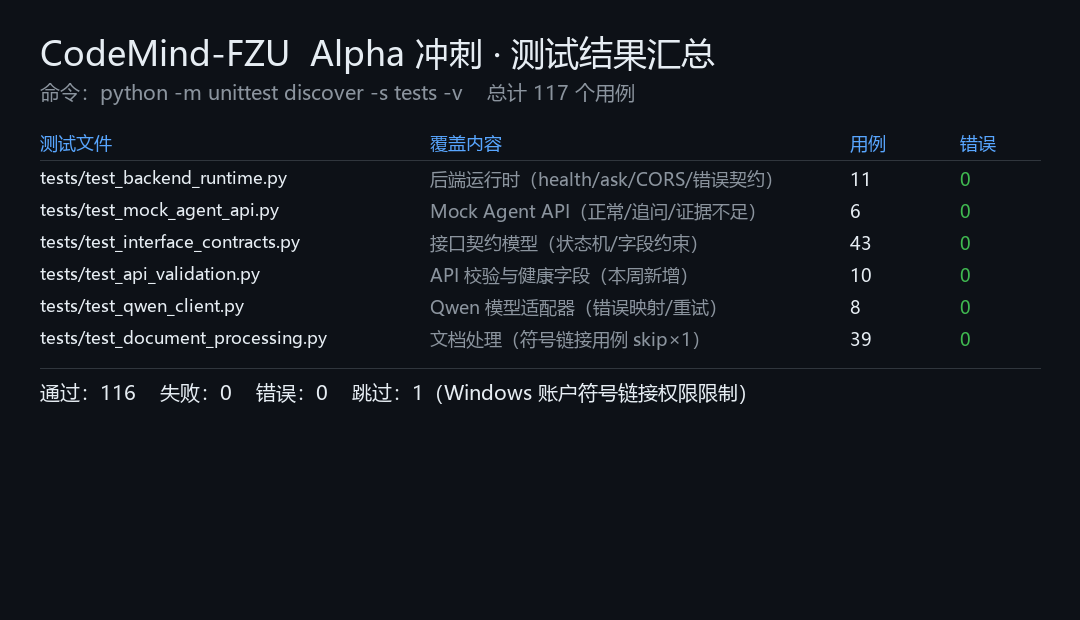 CodeMind-FZU  Alpha 冲刺 · 测试结果汇总
命令：python -m unittest discover -s tests -v    总计 117 个用例
测试文件 覆盖内容 用例 错误
tests/test_backend_runtime.py 后端运行时（health/ask/CORS/错误契约） 11 0
tests/test_mock_agent_api.py Mock Agent API（正常/追问/证据不足） 6 0
tests/test_interface_contracts.py 接口契约模型（状态机/字段约束） 43 0
tests/test_api_validation.py API 校验与健康字段（本周新增） 10 0
tests/test_qwen_client.py Qwen 模型适配器（错误映射/重试） 8 0
tests/test_document_processing.py 文档处理（符号链接用例 skip×1） 39 0
通过：116    失败：0    错误：0    跳过：1（Windows 账户符号链接权限限制）